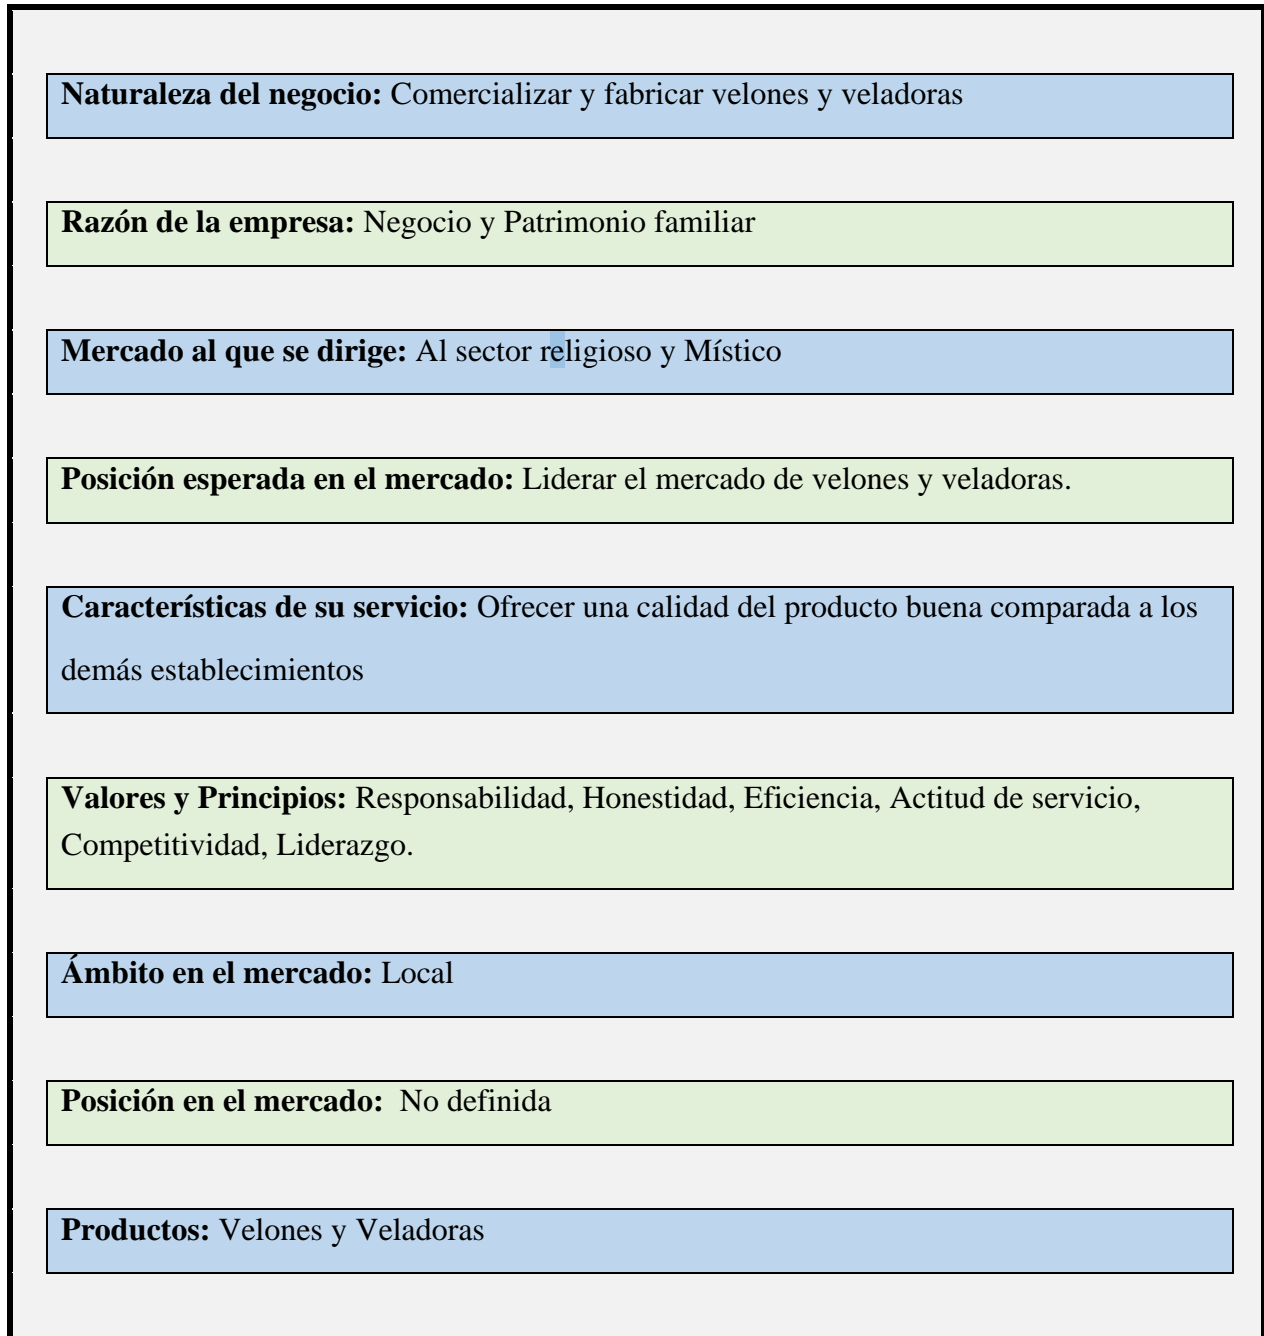 Naturaleza del negocio: Comercializar y fabricar velones y veladoras
Razón de la empresa: Negocio y Patrimonio familiar
Mercado al que se dirige: Al sector religioso y Místico
Posición esperada en el mercado: Liderar el mercado de velones y veladoras.
Características de su servicio: Ofrecer una calidad del producto buena comparada a los
demás establecimientos
Valores y Principios: Responsabilidad, Honestidad, Eficiencia, Actitud de servicio,
Competitividad, Liderazgo.
Ámbito en el mercado: Local
Posición en el mercado:  No definida
Productos: Velones y Veladoras